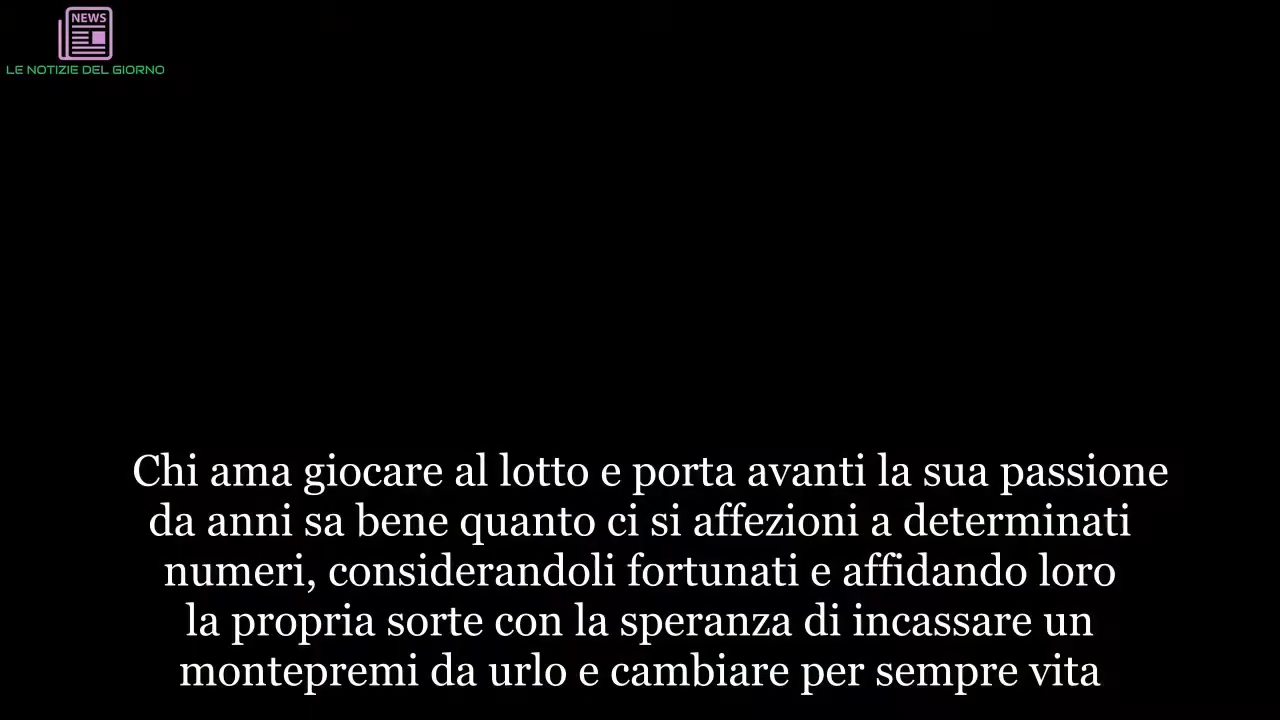 NEWS
LE NOTIZIE DEL GIORNO
Chi ama giocare al lotto e porta avanti la sua passione
da anni sa bene quanto ci si affezioni a determinati
numeri, considerandoli fortunati e affidando loro
la propria sorte con la speranza di incassare un
montepremi da urlo e cambiare per sempre vita